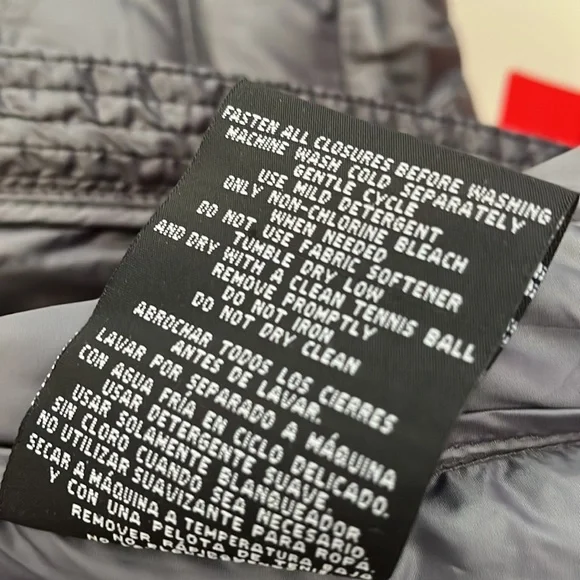 FASTEN ALL CLOSURES BEFORE WASHING
MACHINE WASH COLD SEPARATELY
GENTLE CYCLE
USE MILD DETERGENT
ONLY NON-CHLORINE BLEACH
WHEN NEEDED
DO NOT USE FABRIC SOFTENER
TUMBLE DRY LOW
AND DRY WITH A CLEAN TENNIS BALL
REMOVE PROMPTLY
DO NOT IRON
DO NOT DRY CLEAN
ABROCHAR TODOS LOS CIERRES
ANTES DE LAVAR.
LAVAR POR SEPARADO A MÁQUINA
CON AGUA FRÍA EN CICLO DELICADO.
USAR DETERGENTE SUAVE.
USAR SOLAMENTE BLANQUEADOR
SIN CLORO CUANDO SEA NECESARIO.
NO UTILIZAR SUAVIZANTE PARA ROPA.
SECAR A MÁQUINA A TEMPERATURA
Y CON UNA PELOTA DE
REMOVER